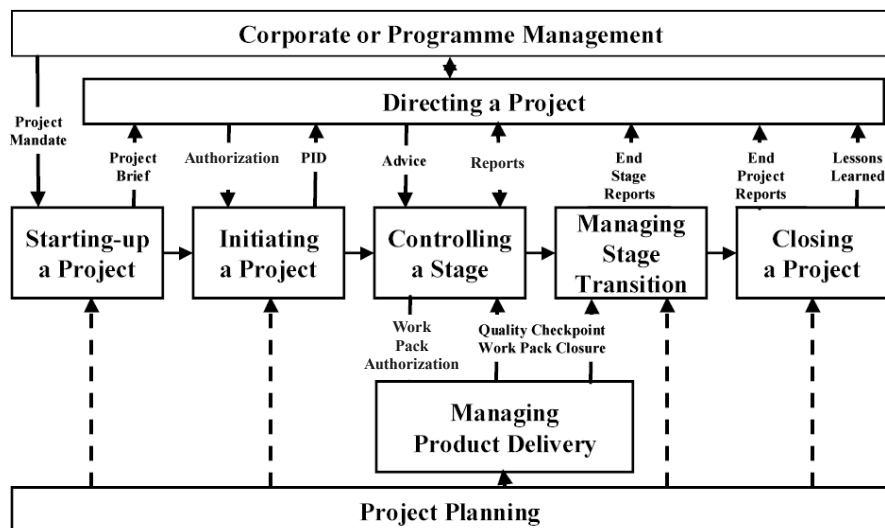 Corporate or Programme Management
Directing a Project
Project
Mandate
Project
Brief
Authorization
PID
Advice
Reports
End
Stage
Reports
End
Project
Reports
Lessons
Learned
Starting-up
a Project
Initiating
a Project
Controlling
a Stage
Managing
Stage
Transition
Closing
a Project
Work
Pack
Authorization
Quality Checkpoint
Work Pack Closure
Managing
Product Delivery
Project Planning